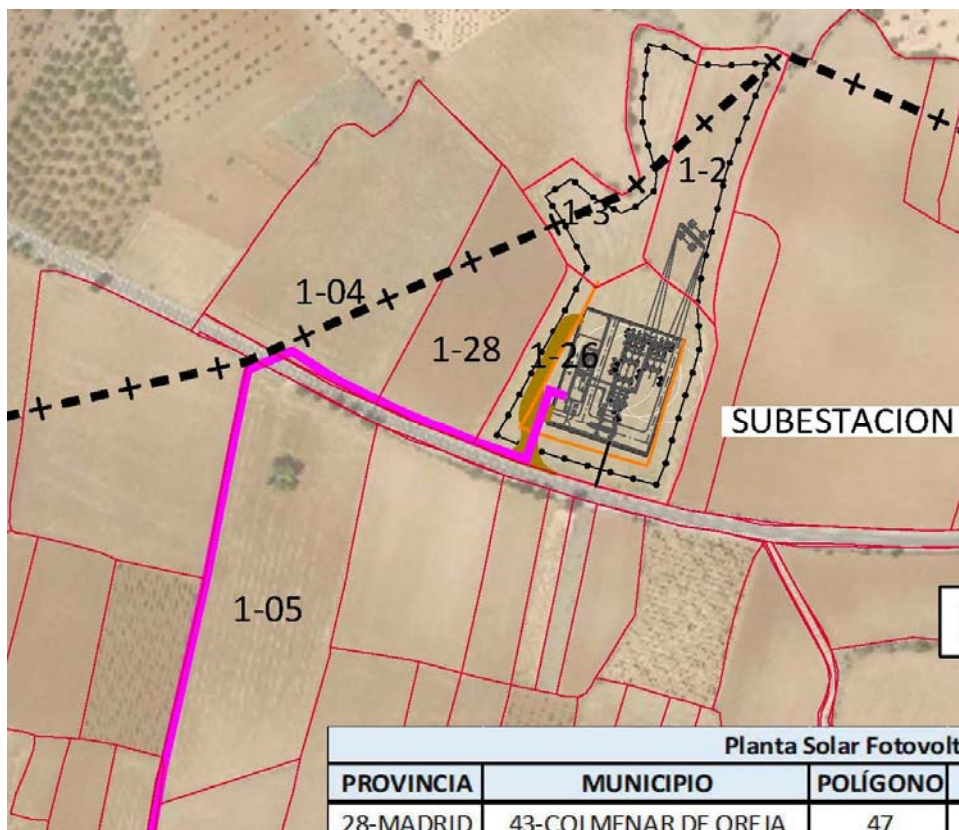 1-2
1-3
1-04
1-28
1-26
SUBESTACION
1-05
Planta Solar Fotovolt
PROVINCIA MUNICIPIO POLÍGONO
28-MADRID 43-COLMENAR DE OREJA 47